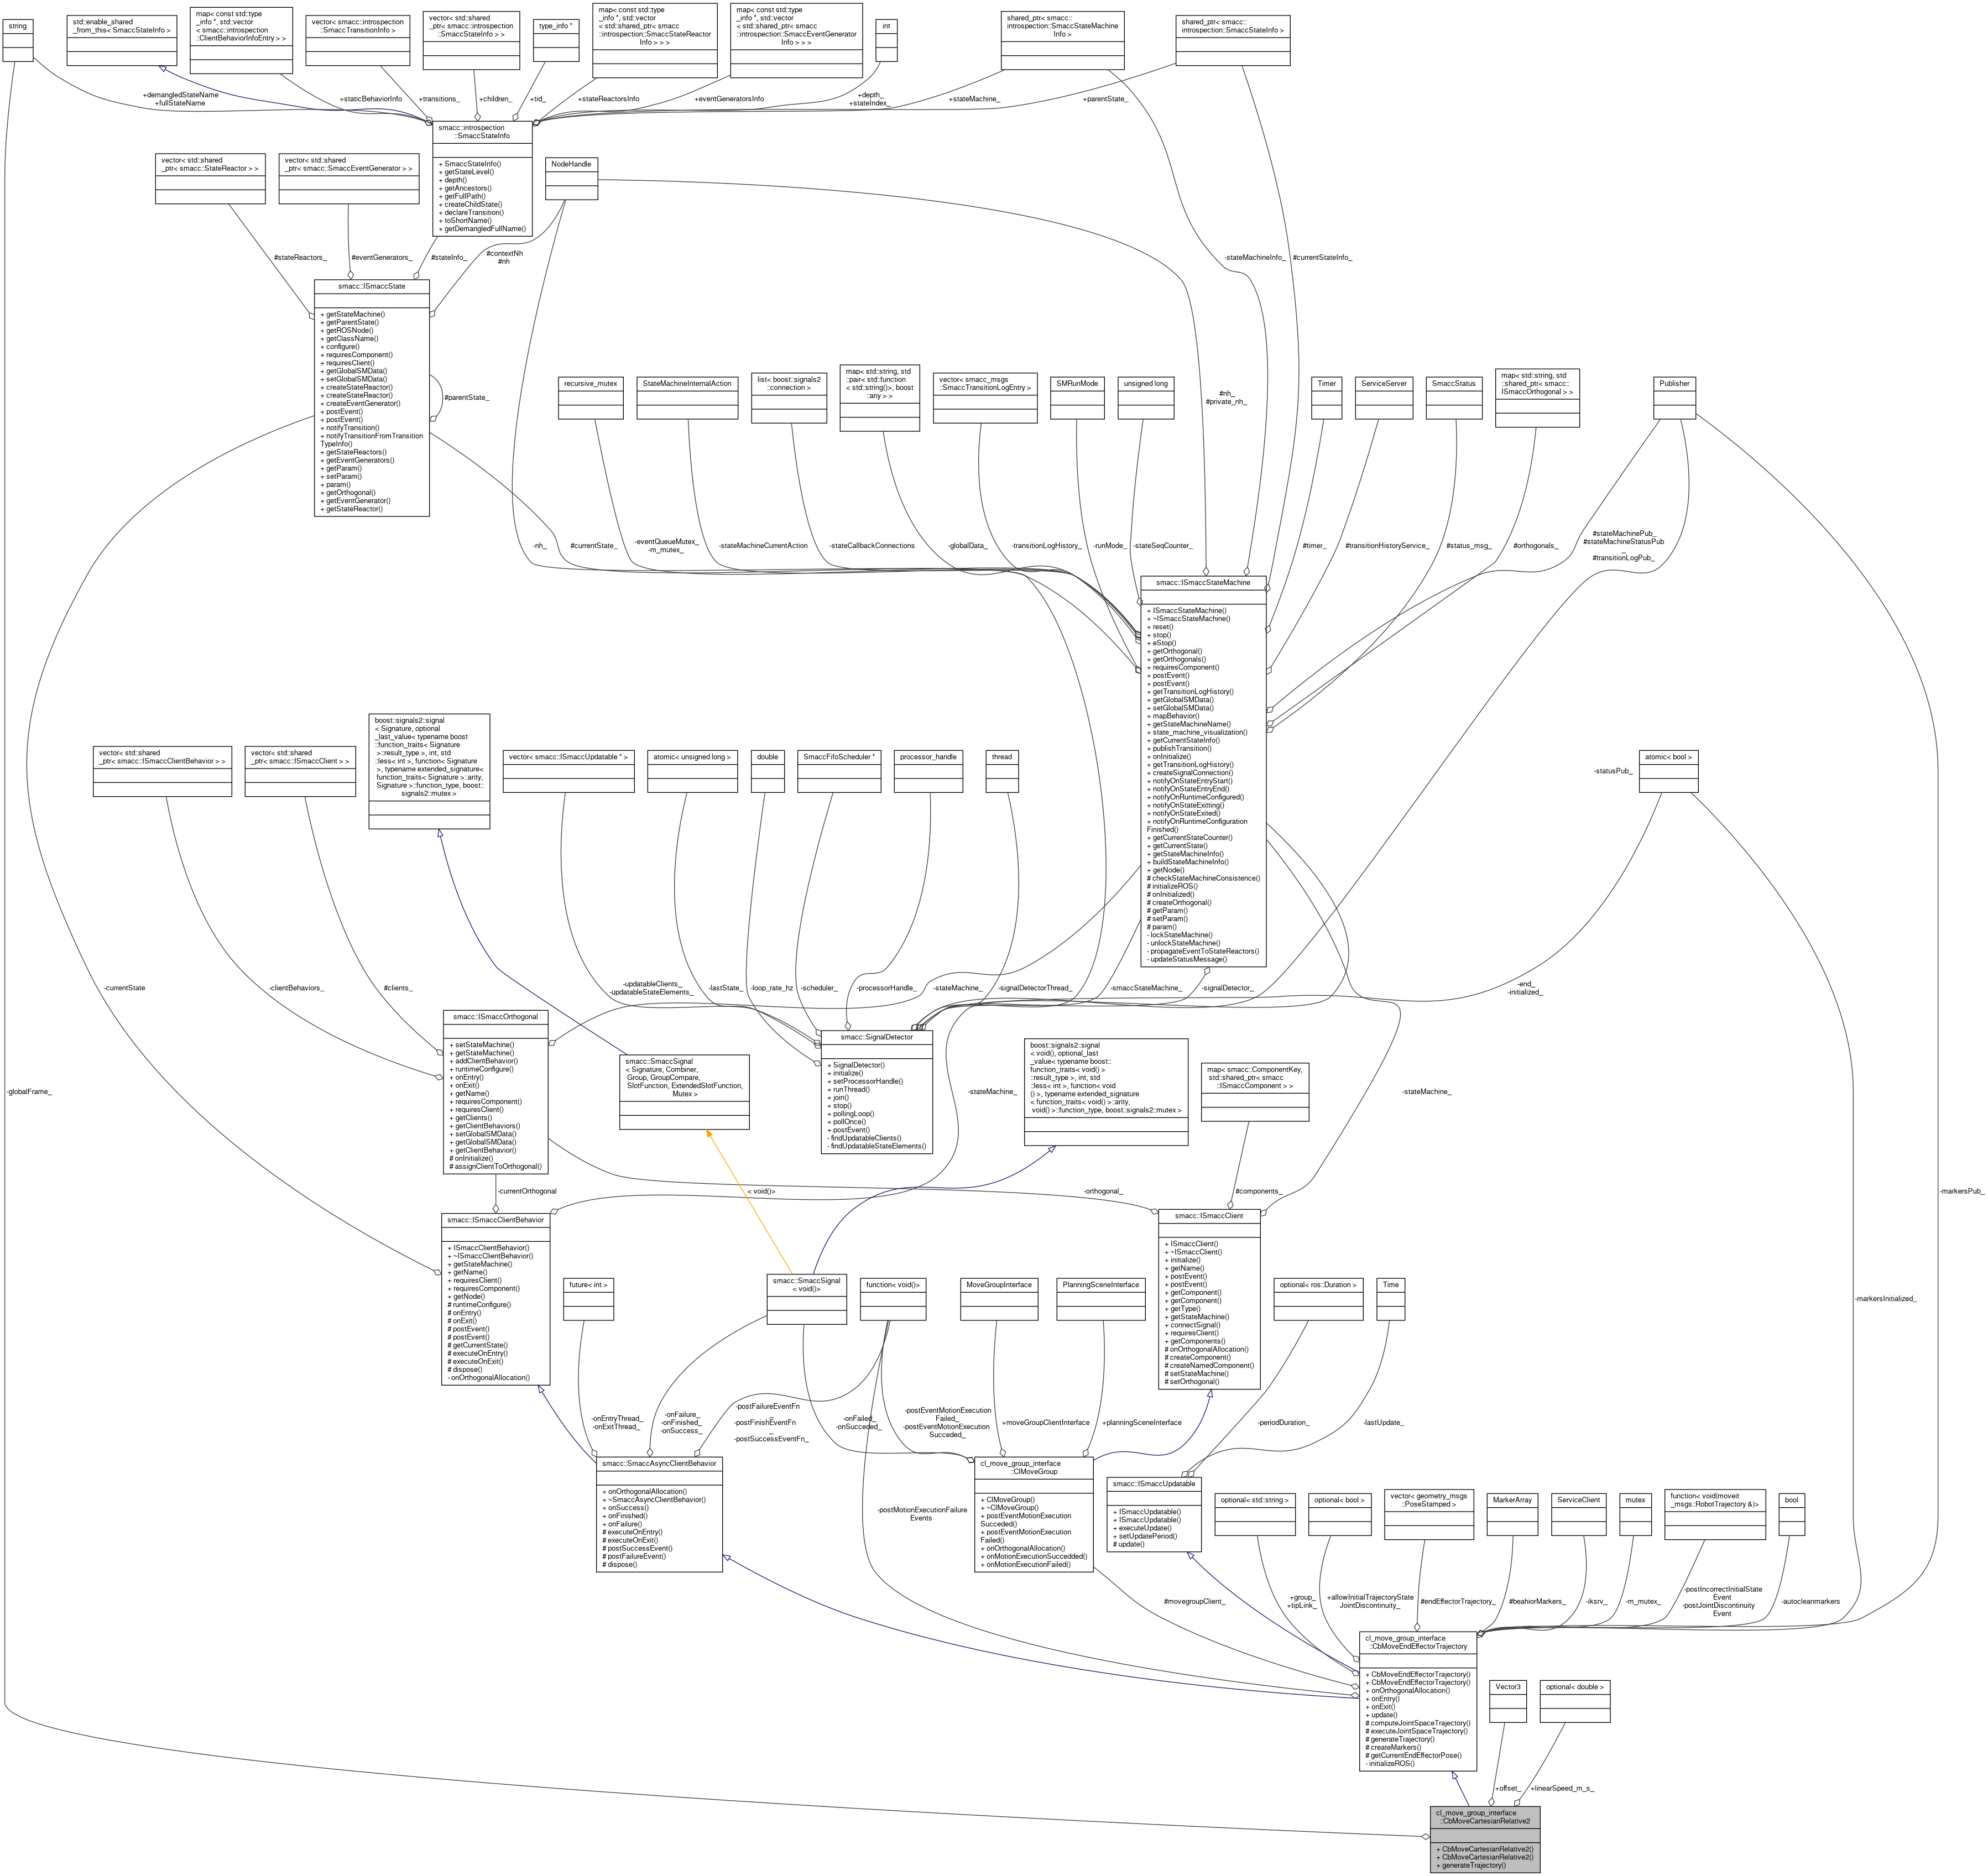 string
std::enable_shared
_from_this< SmaccStateInfo >
map< const std::type
_info *, std::vector
< smacc::introspection
::ClientBehaviorInfoEntry > >
vector< smacc::introspection
::SmaccTransitionInfo >
vector< std::shared
_ptr< smacc::introspection
::SmaccStateInfo > >
type_info *
map< const std::type
_info *, std::vector
< std::shared_ptr< smacc
::introspection::SmaccStateReactor
Info > > >
map< const std::type
_info *, std::vector
< std::shared_ptr< smacc
::introspection::SmaccEventGenerator
Info > > >
int
shared_ptr< smacc::
introspection::SmaccStateMachine
Info >
shared_ptr< smacc::
introspection::SmaccStateInfo >
+demangledStateName
+fullStateName
+staticBehaviorInfo
+transitions_
+children_
+tid_
+stateReactorsInfo
+eventGeneratorsInfo
+depth_
+stateIndex_
+stateMachine_
+parentState_
smacc::introspection
::SmaccStateInfo
+ SmaccStateInfo()
+ getStateLevel()
+ depth()
+ getAncestors()
+ getFullPath()
+ createChildState()
+ declareTransition()
+ toShortName()
+ getDemangledFullName()
vector< std::shared
_ptr< smacc::StateReactor > >
vector< std::shared
_ptr< smacc::SmaccEventGenerator > >
NodeHandle
#stateReactors_
#eventGenerators_
#stateInfo_
#contextNh
#nh
-stateMachineInfo_
#currentStateInfo_
smacc::ISmaccState
+ getStateMachine()
+ getParentState()
+ getROSNode()
+ getClassName()
+ configure()
+ requiresComponent()
+ requiresClient()
+ getGlobalSMData()
+ setGlobalSMData()
+ createStateReactor()
+ createStateReactor()
+ createEventGenerator()
+ postEvent()
+ postEvent()
+ notifyTransition()
+ notifyTransitionFromTransition
TypeInfo()
+ getStateReactors()
+ getEventGenerators()
+ getParam()
+ setParam()
+ param()
+ getOrthogonal()
+ getEventGenerator()
+ getStateReactor()
#parentState_
recursive_mutex
StateMachineInternalAction
list< boost::signals2
::connection >
map< std::string, std
::pair< std::function
< std::string()>, boost
::any > >
vector< smacc_msgs
::SmaccTransitionLogEntry >
SMRunMode
unsigned long
#nh_
#private_nh_
Timer
ServiceServer
SmaccStatus
map< std::string, std
::shared_ptr< smacc::
ISmaccOrthogonal > >
Publisher
-nh_
#currentState_
-eventQueueMutex_
-m_mutex_
-stateMachineCurrentAction
-stateCallbackConnections
-globalData_
-transitionLogHistory_
-runMode_
-stateSeqCounter_
#timer_
#transitionHistoryService_
#status_msg_
#orthogonals_
#stateMachinePub_
#stateMachineStatusPub
_
#transitionLogPub_
smacc::ISmaccStateMachine
+ ISmaccStateMachine()
+ ~ISmaccStateMachine()
+ reset()
+ stop()
+ eStop()
+ getOrthogonal()
+ getOrthogonals()
+ requiresComponent()
+ postEvent()
+ postEvent()
+ getTransitionLogHistory()
+ getGlobalSMData()
+ setGlobalSMData()
+ mapBehavior()
+ getStateMachineName()
+ state_machine_visualization()
+ getCurrentStateInfo()
+ publishTransition()
+ onInitialize()
+ getTransitionLogHistory()
+ createSignalConnection()
+ notifyOnStateEntryStart()
+ notifyOnStateEntryEnd()
+ notifyOnRuntimeConfigured()
+ notifyOnStateExitting()
+ notifyOnStateExited()
+ notifyOnRuntimeConfiguration
Finished()
+ getCurrentStateCounter()
+ getCurrentState()
+ getStateMachineInfo()
+ buildStateMachineInfo()
+ getNode()
# checkStateMachineConsistence()
# initializeROS()
# onInitialized()
# createOrthogonal()
# getParam()
# setParam()
# param()
- lockStateMachine()
- unlockStateMachine()
- propagateEventToStateReactors()
- updateStatusMessage()
vector< std::shared
_ptr< smacc::ISmaccClientBehavior > >
vector< std::shared
_ptr< smacc::ISmaccClient > >
boost::signals2::signal
< Signature, optional
_last_value< typename boost
::function_traits< Signature
>::result_type >, int, std
::less< int >, function< Signature
>, typename extended_signature<
function_traits< Signature >::arity,
Signature >::function_type, boost::
signals2::mutex >
vector< smacc::ISmaccUpdatable * >
atomic< unsigned long >
double
SmaccFifoScheduler *
processor_handle
thread
atomic< bool >
-statusPub_
-currentState
-clientBehaviors_
#clients_
-updatableClients_
-updatableStateElements_
-lastState_
-loop_rate_hz
-scheduler_
-processorHandle_
-stateMachine_
-signalDetectorThread_
-smaccStateMachine_
-signalDetector_
-end_
-initialized_
smacc::ISmaccOrthogonal
+ setStateMachine()
+ getStateMachine()
+ addClientBehavior()
+ runtimeConfigure()
+ onEntry()
+ onExit()
+ getName()
+ requiresComponent()
+ requiresClient()
+ getClients()
+ getClientBehaviors()
+ setGlobalSMData()
+ getGlobalSMData()
+ getClientBehavior()
# onInitialize()
# assignClientToOrthogonal()
smacc::SmaccSignal
< Signature, Combiner,
Group, GroupCompare,
SlotFunction, ExtendedSlotFunction,
Mutex >
smacc::SignalDetector
+ SignalDetector()
+ initialize()
+ setProcessorHandle()
+ runThread()
+ join()
+ stop()
+ pollingLoop()
+ pollOnce()
+ postEvent()
- findUpdatableClients()
- findUpdatableStateElements()
boost::signals2::signal
< void(), optional_last
_value< typename boost::
function_traits< void() >
::result_type >, int, std
::less< int >, function< void
() >, typename extended_signature
< function_traits< void() >::arity,
void() >::function_type, boost::signals2::mutex >
map< smacc::ComponentKey,
std::shared_ptr< smacc
::ISmaccComponent > >
-globalFrame_
-stateMachine_
-stateMachine_
-currentOrthogonal
< void()>
-orthogonal_
#components_
-markersPub_
smacc::ISmaccClientBehavior
+ ISmaccClientBehavior()
+ ~ISmaccClientBehavior()
+ getStateMachine()
+ getName()
+ requiresClient()
+ requiresComponent()
+ getNode()
# runtimeConfigure()
# onEntry()
# onExit()
# postEvent()
# postEvent()
# getCurrentState()
# executeOnEntry()
# executeOnExit()
# dispose()
- onOrthogonalAllocation()
smacc::ISmaccClient
+ ISmaccClient()
+ ~ISmaccClient()
+ initialize()
+ getName()
+ postEvent()
+ postEvent()
+ getComponent()
+ getComponent()
+ getType()
+ getStateMachine()
+ connectSignal()
+ requiresClient()
+ getComponents()
# onOrthogonalAllocation()
# createComponent()
# createNamedComponent()
# setStateMachine()
# setOrthogonal()
future< int >
smacc::SmaccSignal
< void()>
function< void()>
MoveGroupInterface
PlanningSceneInterface
optional< ros::Duration >
Time
-markersInitialized_
-onEntryThread_
-onExitThread_
-onFailure_
-onFinished_
-onSuccess_
-postFailureEventFn
_
-postFinishEventFn
_
-postSuccessEventFn_
-onFailed_
-onSucceded_
-postEventMotionExecution
Failed_
-postEventMotionExecution
Succeded_
+moveGroupClientInterface
+planningSceneInterface
-periodDuration_
-lastUpdate_
smacc::SmaccAsyncClientBehavior
+ onOrthogonalAllocation()
+ ~SmaccAsyncClientBehavior()
+ onSuccess()
+ onFinished()
+ onFailure()
# executeOnEntry()
# executeOnExit()
# postSuccessEvent()
# postFailureEvent()
# dispose()
-postMotionExecutionFailure
Events
cl_move_group_interface
::ClMoveGroup
+ ClMoveGroup()
+ ~ClMoveGroup()
+ postEventMotionExecution
Succeded()
+ postEventMotionExecution
Failed()
+ onOrthogonalAllocation()
+ onMotionExecutionSuccedded()
+ onMotionExecutionFailed()
smacc::ISmaccUpdatable
+ ISmaccUpdatable()
+ ISmaccUpdatable()
+ executeUpdate()
+ setUpdatePeriod()
# update()
optional< std::string >
optional< bool >
vector< geometry_msgs
::PoseStamped >
MarkerArray
ServiceClient
mutex
function< void(moveit
_msgs::RobotTrajectory &)>
bool
#movegroupClient_
+group_
+tipLink_
+allowInitialTrajectoryState
JointDiscontinuity_
#endEffectorTrajectory_
#beahiorMarkers_
-iksrv_
-m_mutex_
-postIncorrectInitialState
Event
-postJointDiscontinuity
Event
-autocleanmarkers
cl_move_group_interface
::CbMoveEndEffectorTrajectory
+ CbMoveEndEffectorTrajectory()
+ CbMoveEndEffectorTrajectory()
+ onOrthogonalAllocation()
+ onEntry()
+ onExit()
+ update()
# computeJointSpaceTrajectory()
# executeJointSpaceTrajectory()
# generateTrajectory()
# createMarkers()
# getCurrentEndEffectorPose()
- initializeROS()
Vector3
optional< double >
+offset_
+linearSpeed_m_s_
cl_move_group_interface
::CbMoveCartesianRelative2
+ CbMoveCartesianRelative2()
+ CbMoveCartesianRelative2()
+ generateTrajectory()